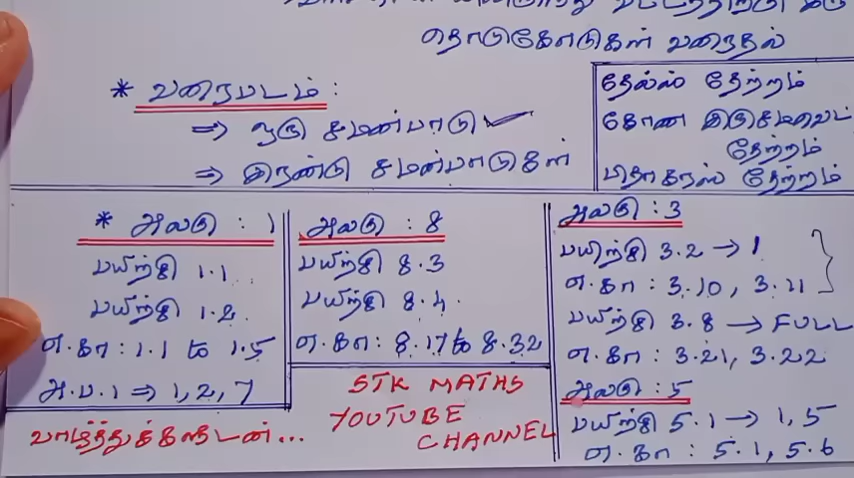 தொடுகோடுகள் வரைதல்
* வரைபடம் :
⇒ ஒரு சமன்பாடு ✓
⇒ இரண்டு சமன்பாடுகள்
தேல்ஸ் தேற்றம்
கோண இருசமவெட்
தேற்றம்
பிதாகரஸ் தேற்றம்
* அலகு : 1
பயிற்சி 1.1
பயிற்சி 1.2
எ.கா : 1.1 to 1.5
அ.ப.1 ⇒ 1, 2, 7
வாழ்த்துக்களுடன்...
அலகு : 8
பயிற்சி 8.3
பயிற்சி 8.4
எ.கா : 8.17 to 8.32
STK MATHS
YOUTUBE
CHANNEL
அலகு : 3
பயிற்சி 3.2 → 1
எ.கா : 3.10, 3.11
பயிற்சி 3.8 → FULL
எ.கா : 3.21, 3.22
அலகு : 5
பயிற்சி 5.1 → 1, 5
எ.கா : 5.1, 5.6